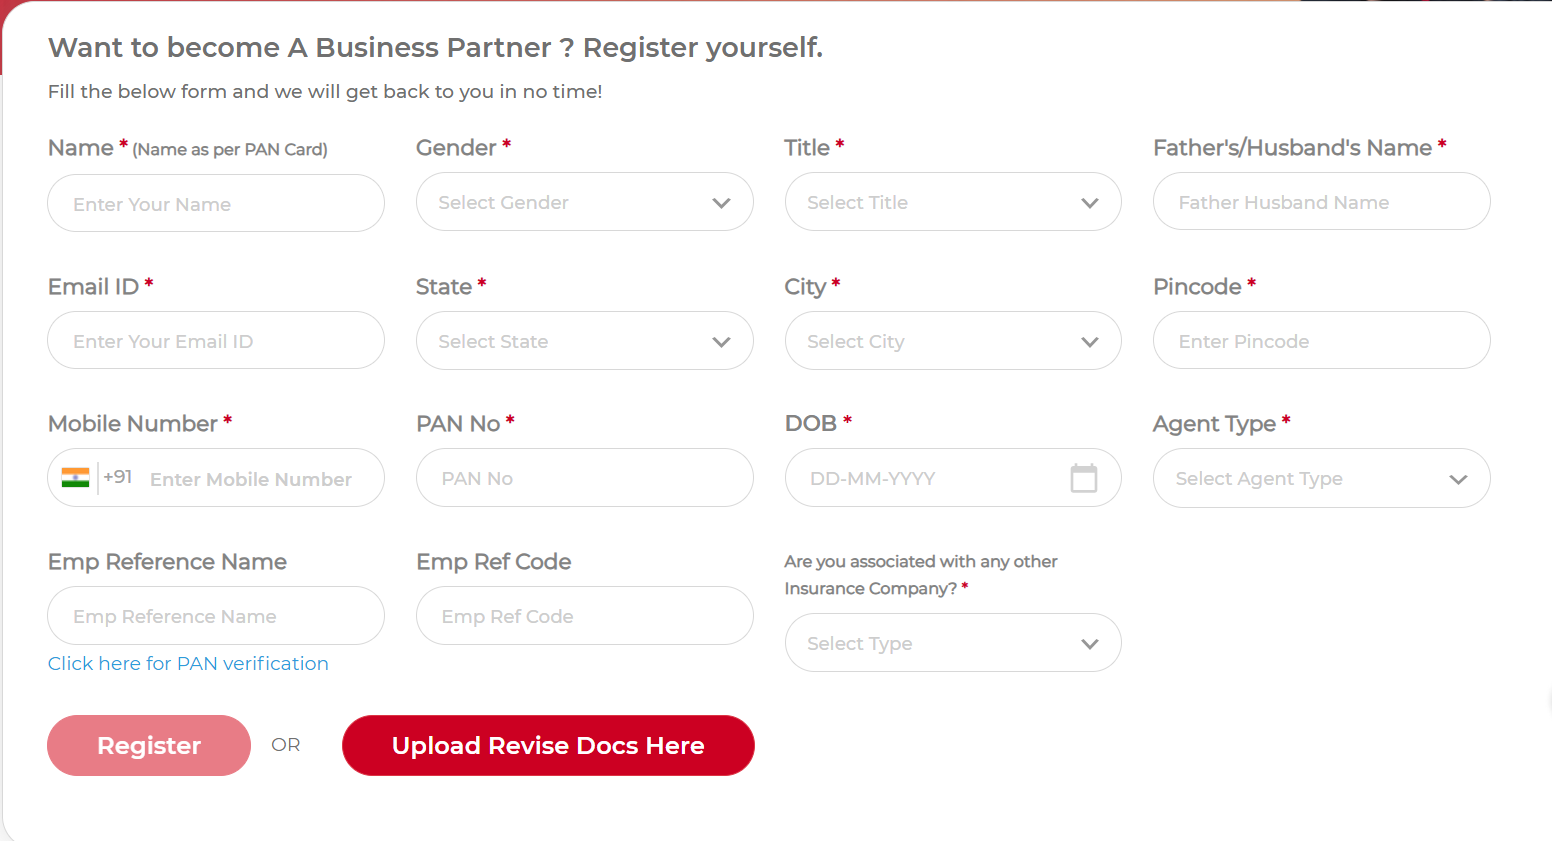 Want to become A Business Partner ? Register yourself.
Fill the below form and we will get back to you in no time!
Name * (Name as per PAN Card)
Enter Your Name
Gender *
Select Gender
Title *
Select Title
Father's/Husband's Name *
Father Husband Name
Email ID *
Enter Your Email ID
State *
Select State
City *
Select City
Pincode *
Enter Pincode
Mobile Number *
+91 Enter Mobile Number
PAN No *
PAN No
DOB *
DD-MM-YYYY
Agent Type *
Select Agent Type
Emp Reference Name
Emp Reference Name
Emp Ref Code
Emp Ref Code
Are you associated with any other
Insurance Company? *
Select Type
Click here for PAN verification
Register
OR
Upload Revise Docs Here